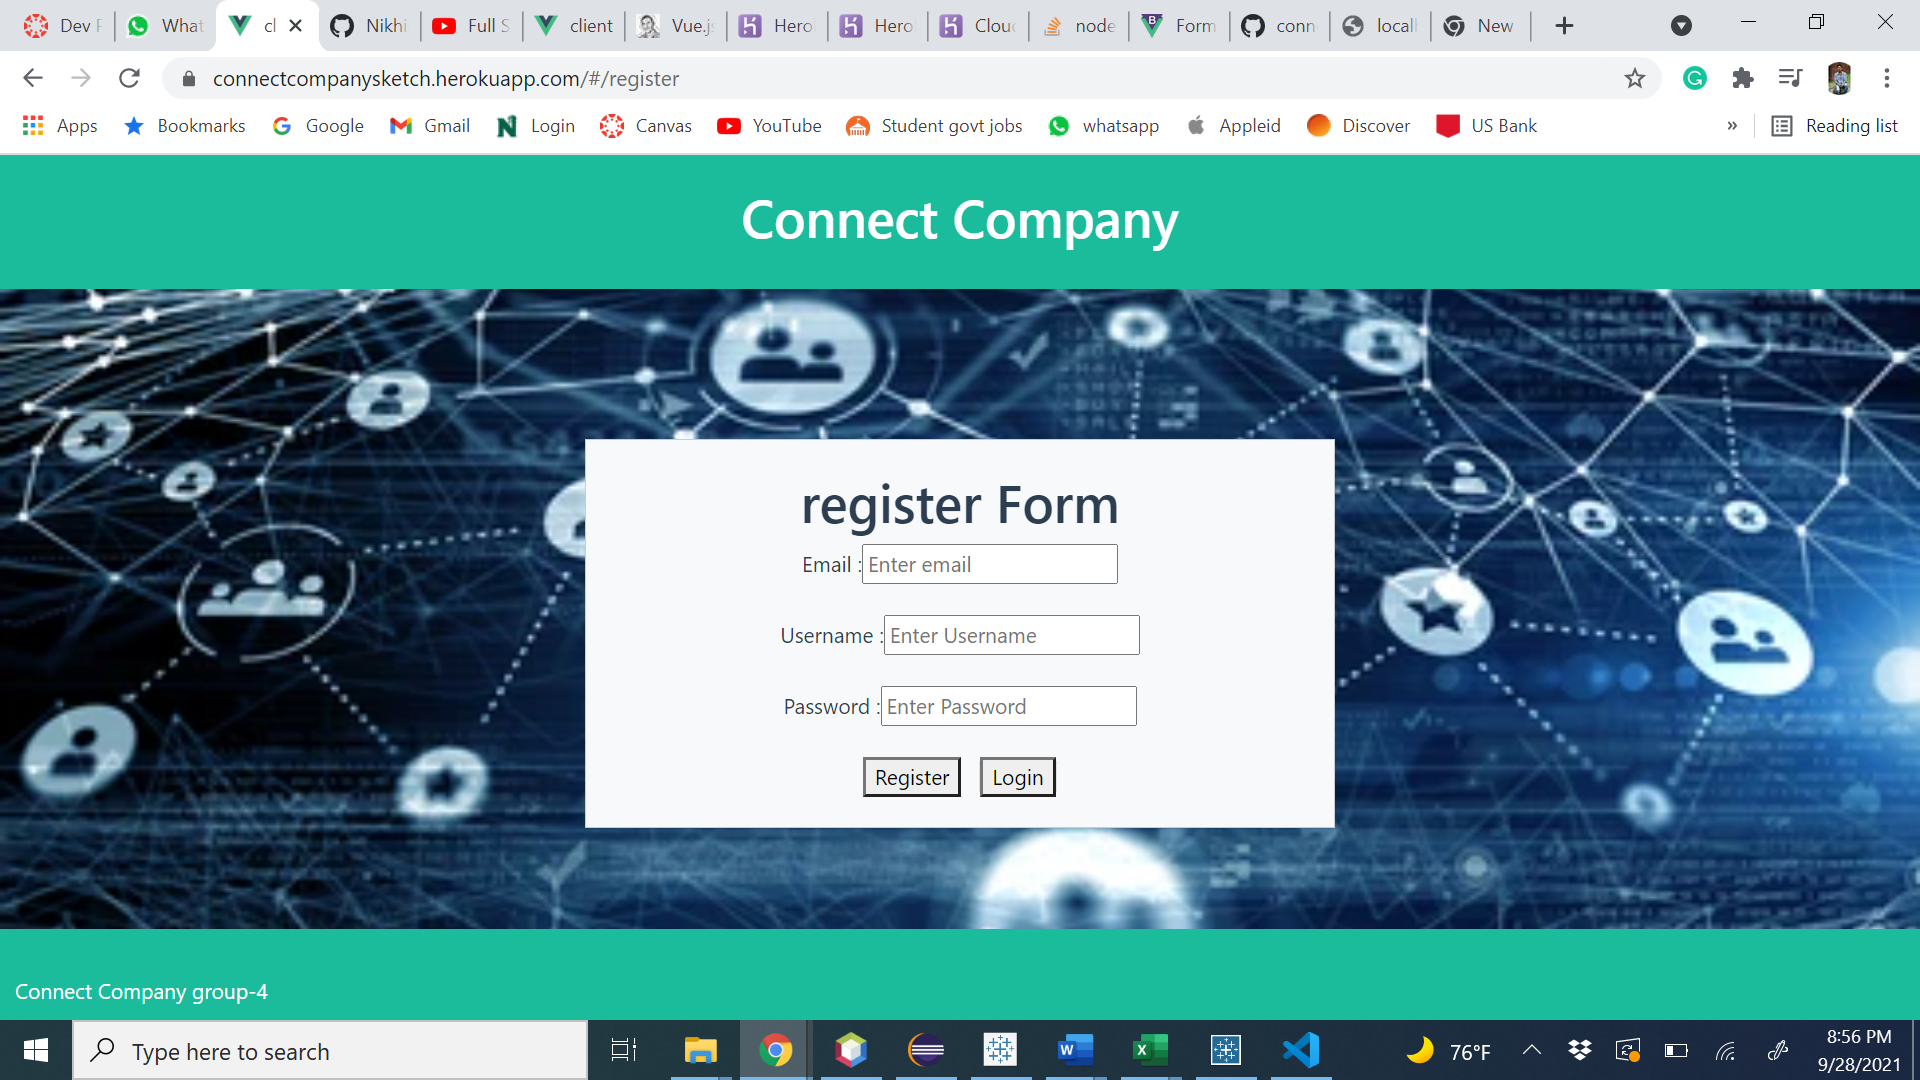 Dev F
What
cl
Nikhi
Full S
client
Vue.js
Hero
Hero
Clou
node
Form
conn
local
New
connectcompanysketch.herokuapp.com/#/register
Apps
Bookmarks
Google
Gmail
Login
Canvas
YouTube
Student govt jobs
whatsapp
Appleid
Discover
US Bank
»
Reading list
Connect Company
register Form
Email :Enter email
Username :Enter Username
Password :Enter Password
Register Login
Connect Company group-4
Type here to search
76°F
8:56 PM
9/28/2021